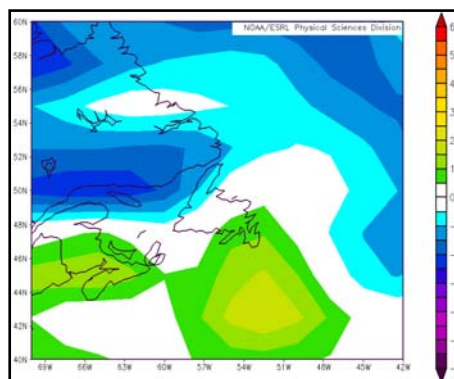 NOAA/ESRL Physical Sciences Division
60N
58N
56N
54N
52N
50N
48N
46N
44N
42N
40N
69W 66W 63W 60W 57W 54W 51W 48W 45W 42W
6
5
4
3
2
1
0